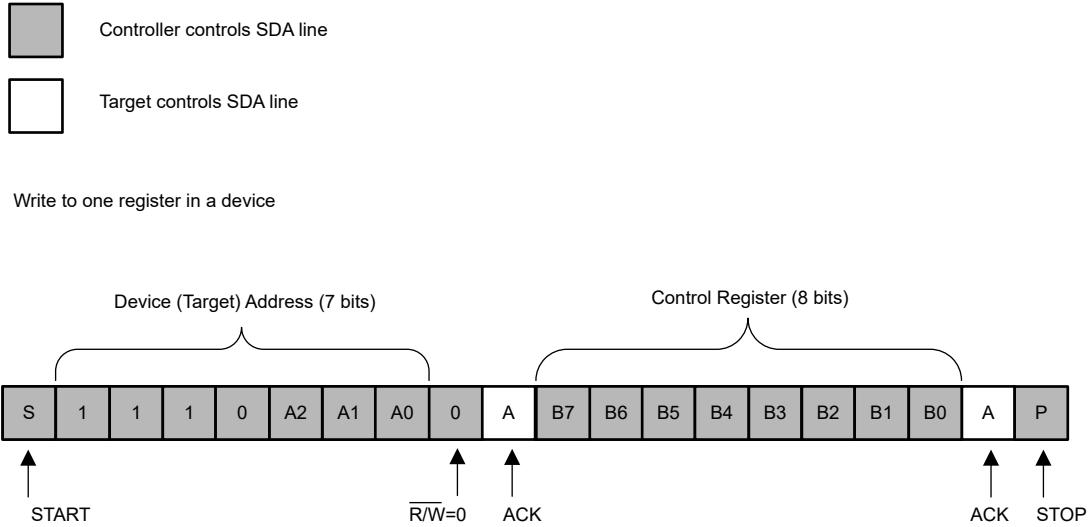 Controller controls SDA line
Target controls SDA line
Write to one register in a device
Device (Target) Address (7 bits)
Control Register (8 bits)
S 1 1 1 0 A2 A1 A0 0 A B7 B6 B5 B4 B3 B2 B1 B0 A P
START R/W=0 ACK ACK STOP